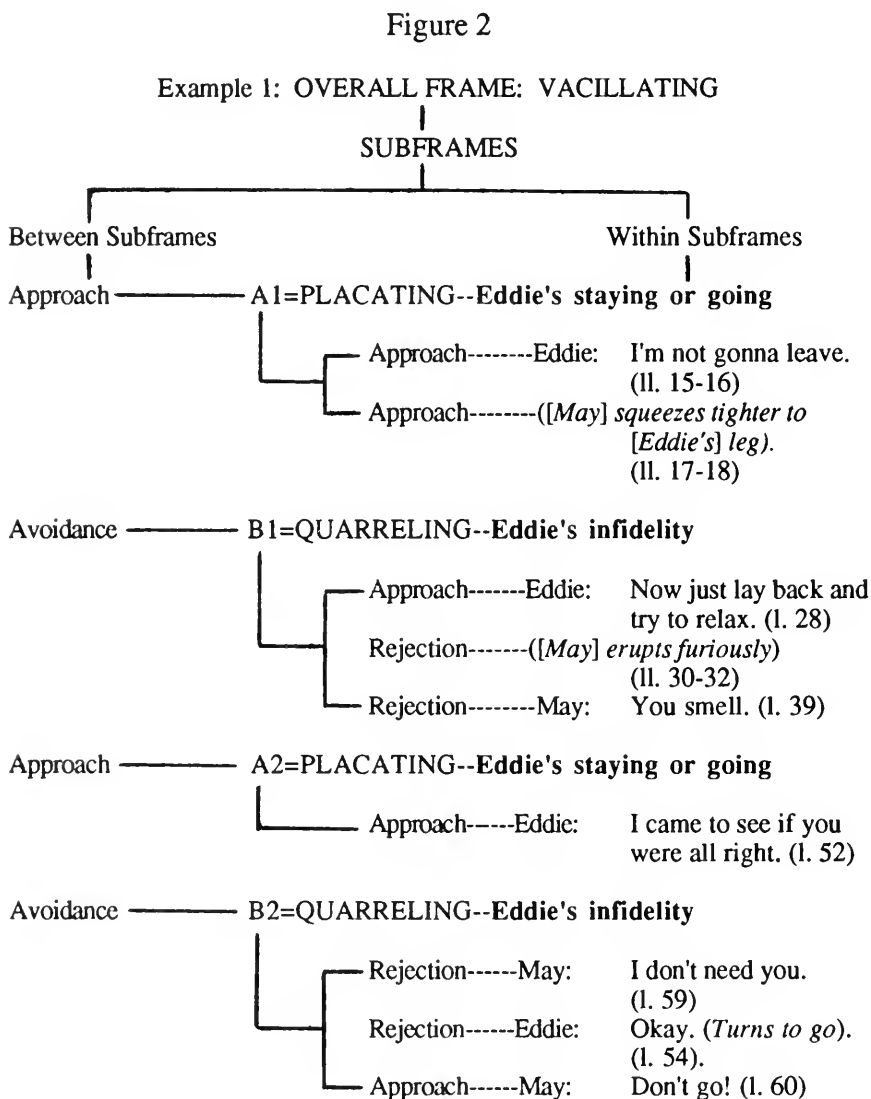 Figure 2
Example 1: OVERALL FRAME: VACILLATING
SUBFRAMES
Between Subframes Within Subframes
Approach A1=PLACATING--Eddie's staying or going
Approach--------Eddie: I'm not gonna leave.
(ll. 15-16)
Approach--------([May] squeezes tighter to
[Eddie's] leg).
(ll. 17-18)
Avoidance B1=QUARRELING--Eddie's infidelity
Approach-------Eddie: Now just lay back and
try to relax. (l. 28)
Rejection-------([May] erupts furiously)
(ll. 30-32)
Rejection--------May: You smell. (l. 39)
Approach A2=PLACATING--Eddie's staying or going
Approach------Eddie: I came to see if you
were all right. (l. 52)
Avoidance B2=QUARRELING--Eddie's infidelity
Rejection------May: I don't need you.
(l. 59)
Rejection------Eddie: Okay. (Turns to go).
(l. 54).
Approach------May: Don't go! (l. 60)